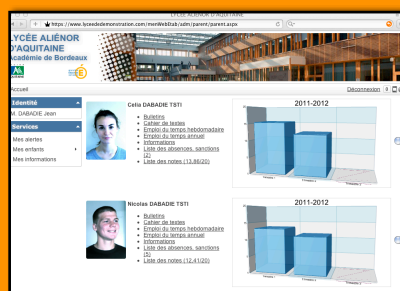 LYCÉE ALIÉNOR D'AQUITAINE
https://www.lyceededemonstration.com/menWebEtab/adm/parent/parent.aspx
LYCÉE ALIÉNOR
D'AQUITAINE
Académie de Bordeaux
Accueil
Déconnexion
Identité
M. DABADIE Jean
Services
Mes alertes
Mes enfants
Mes informations
Celia DABADIE TSTI
Bulletins
Cahier de textes
Emploi du temps hebdomadaire
Emploi du temps annuel
Informations
Liste des absences, sanctions
(2)
Liste des notes (13,86/20)
2011-2012
Nicolas DABADIE TSTI
Bulletins
Cahier de textes
Emploi du temps hebdomadaire
Emploi du temps annuel
Informations
Liste des absences, sanctions
(5)
Liste des notes (12,41/20)
2011-2012